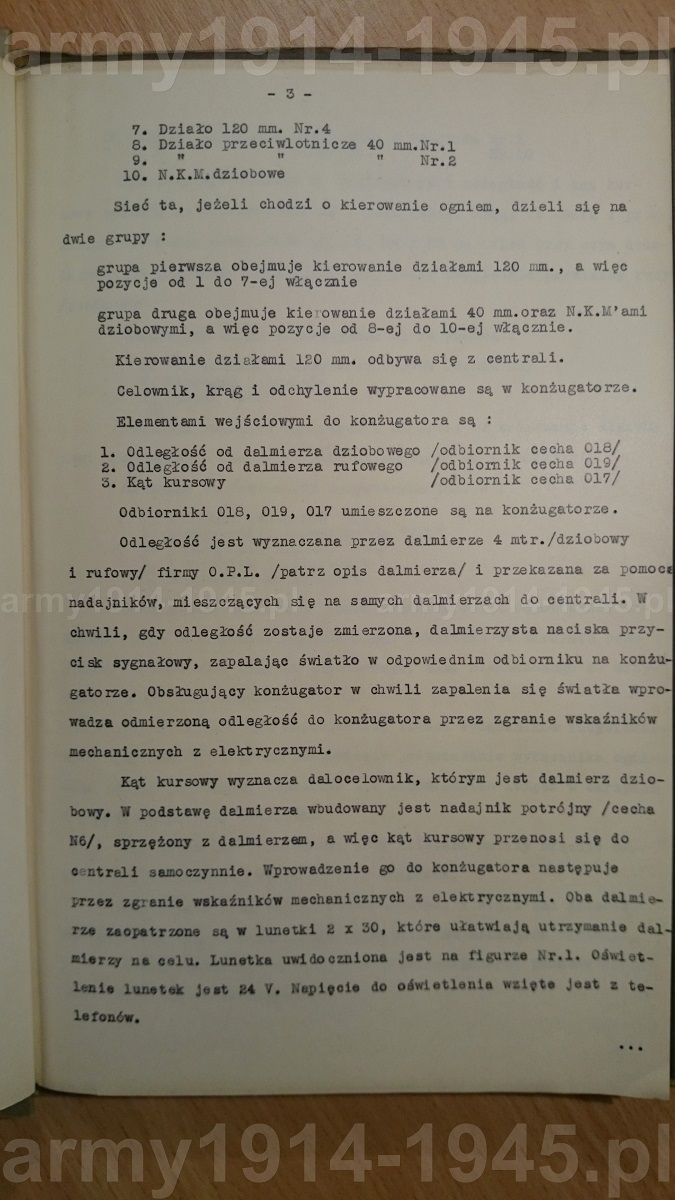 army1914-1945.pl
- 3 -
7. Działo 120 mm. Nr.4
8. Działo przeciwlotnicze 40 mm.Nr.1
9. " " " Nr.2
10. N.K.M.dziobowe
Sieć ta, jeżeli chodzi o kierowanie ogniem, dzieli się na
dwie grupy :
grupa pierwsza obejmuje kierowanie działami 120 mm., a więc
pozycje od 1 do 7-ej włącznie
grupa druga obejmuje kierowanie działami 40 mm.oraz N.K.M'ami
dziobowymi, a więc pozycje od 8-ej do 10-ej włącznie.
Kierowanie działami 120 mm. odbywa się z centrali.
Celownik, krąg i odchylenie wypracowane są w konżugatorze.
Elementami wejściowymi do konżugatora są :
1. Odległość od dalmierza dziobowego /odbiornik cecha 018/
2. Odległość od dalmierza rufowego /odbiornik cecha 019/
3. Kąt kursowy /odbiornik cecha 017/
Odbiorniki 018, 019, 017 umieszczone są na konżugatorze.
Odległość jest wyznaczana przez dalmierze 4 mtr./dziobowy
i rufowy/ firmy O.P.L. /patrz opis dalmierza/ i przekazana za pomocą
nadajników, mieszczących się na samych dalmierzach do centrali. W
army1914-1945.pl army1914-1945.pl
chwili, gdy odległość zostaje zmierzona, dalmierzysta naciska przy-
cisk sygnałowy, zapalając światło w odpowiednim odbiorniku na konżu-
gatorze. Obsługujący konżugator w chwili zapalenia się światła wpro-
wadza odmierzoną odległość do konżugatora przez zgranie wskaźników
mechanicznych z elektrycznymi.
Kąt kursowy wyznacza dalocelownik, którym jest dalmierz dzio-
bowy. W podstawę dalmierza wbudowany jest nadajnik potrójny /cecha
N6/, sprzężony z dalmierzem, a więc kąt kursowy przenosi się do
centrali samoczynnie. Wprowadzenie go do konżugatora następuje
przez zgranie wskaźników mechanicznych z elektrycznymi. Oba dalmie-
rze zaopatrzone są w lunetki 2 x 30, które ułatwiają utrzymanie dal-
mierzy na celu. Lunetka uwidoczniona jest na figurze Nr.1. Oświet-
lenie lunetek jest 24 V. Napięcie do oświetlenia wzięte jest z te-
lefonów.
...
army1914-1945.pl